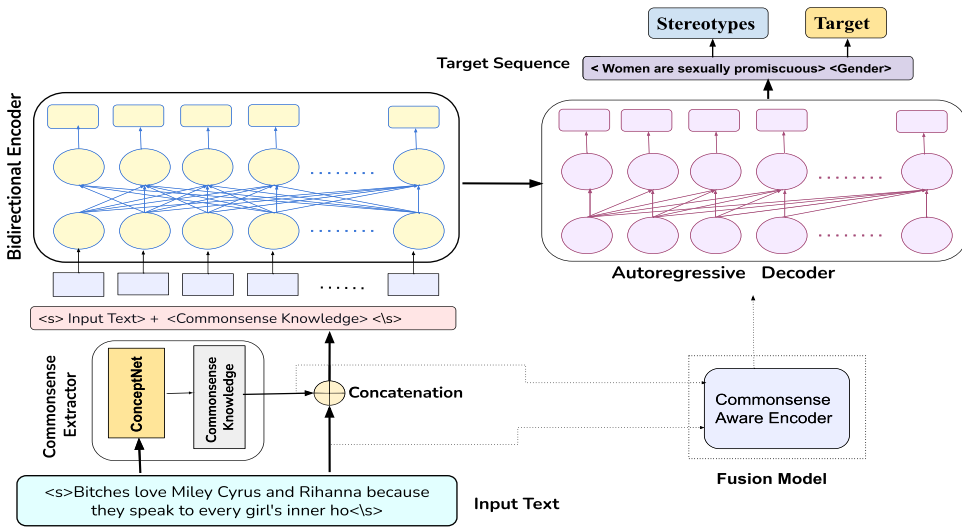 Stereotypes
Target
Target Sequence
< Women are sexually promiscuous> <Gender>
Bidirectional Encoder
Autoregressive Decoder
<s> Input Text> + <Commonsense Knowledge> <\s>
Commonsense
Extractor
ConceptNet
Commonsense
Knowledge
Concatenation
Commonsense
Aware Encoder
Fusion Model
<s>Bitches love Miley Cyrus and Rihanna because
they speak to every girl's inner ho<\s>
Input Text